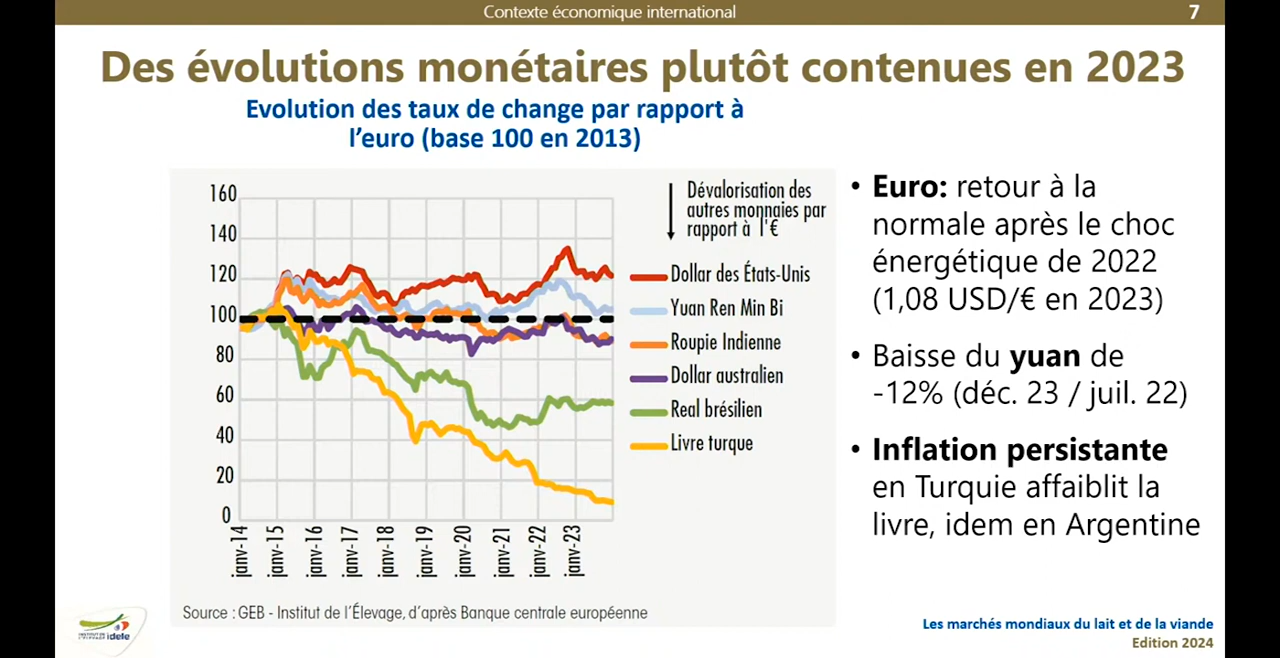 Contexte économique international
7
Des évolutions monétaires plutôt contenues en 2023
Evolution des taux de change par rapport à
l'euro (base 100 en 2013)
160
140
120
100
80
60
40
20
0
janv-14
janv-15
janv-16
janv-17
janv-18
janv-19
janv-20
janv-21
janv-22
janv-23
Dévalorisation des
autres monnaies par
rapport à l'€
Dollar des États-Unis
Yuan Ren Min Bi
Roupie Indienne
Dollar australien
Real brésilien
Livre turque
Source : GEB - Institut de l'Élevage, d'après Banque centrale européenne
• Euro: retour à la
normale après le choc
énergétique de 2022
(1,08 USD/€ en 2023)
• Baisse du yuan de
-12% (déc. 23 / juil. 22)
• Inflation persistante
en Turquie affaiblit la
livre, idem en Argentine
idele
Les marchés mondiaux du lait et de la viande
Edition 2024